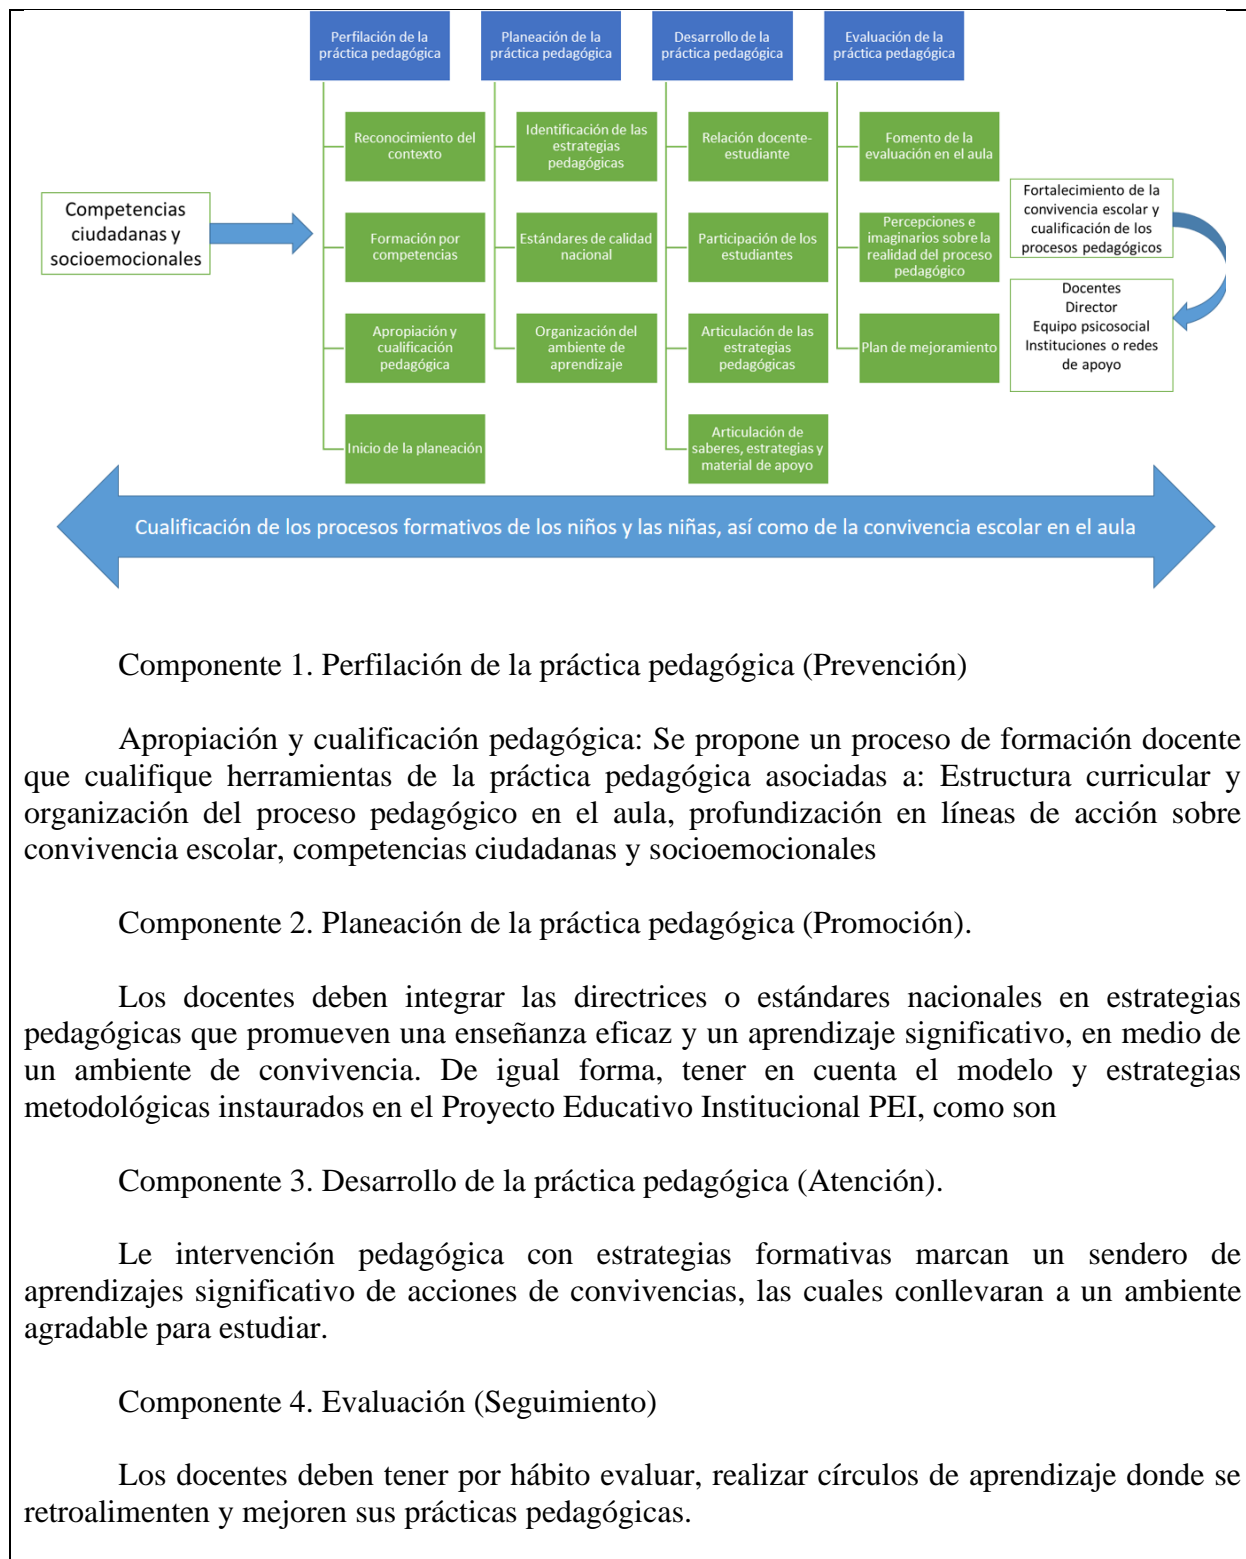 Perfilación de la
práctica pedagógica
Planeación de la
práctica pedagógica
Desarrollo de la
práctica pedagógica
Evaluación de la
práctica pedagógica
Competencias
ciudadanas y
socioemocionales
Reconocimiento del
contexto
Formación por
competencias
Apropiación y
cualificación
pedagógica
Inicio de la planeación
Identificación de las
estrategias
pedagógicas
Estándares de calidad
nacional
Organización del
ambiente de
aprendizaje
Relación docente-
estudiante
Participación de los
estudiantes
Articulación de las
estrategias
pedagógicas
Articulación de
saberes, estrategias y
material de apoyo
Fomento de la
evaluación en el aula
Percepciones e
imaginarios sobre la
realidad del proceso
pedagógico
Plan de mejoramiento
Fortalecimiento de la
convivencia escolar y
cualificación de los
procesos pedagógicos
Docentes
Director
Equipo psicosocial
Instituciones o redes
de apoyo
Cualificación de los procesos formativos de los niños y las niñas, así como de la convivencia escolar en el aula
Componente 1. Perfilación de la práctica pedagógica (Prevención)
Apropiación y cualificación pedagógica: Se propone un proceso de formación docente
que cualifique herramientas de la práctica pedagógica asociadas a: Estructura curricular y
organización del proceso pedagógico en el aula, profundización en líneas de acción sobre
convivencia escolar, competencias ciudadanas y socioemocionales
Componente 2. Planeación de la práctica pedagógica (Promoción).
Los docentes deben integrar las directrices o estándares nacionales en estrategias
pedagógicas que promueven una enseñanza eficaz y un aprendizaje significativo, en medio de
un ambiente de convivencia. De igual forma, tener en cuenta el modelo y estrategias
metodológicas instaurados en el Proyecto Educativo Institucional PEI, como son
Componente 3. Desarrollo de la práctica pedagógica (Atención).
Le intervención pedagógica con estrategias formativas marcan un sendero de
aprendizajes significativo de acciones de convivencias, las cuales conllevaran a un ambiente
agradable para estudiar.
Componente 4. Evaluación (Seguimiento)
Los docentes deben tener por hábito evaluar, realizar círculos de aprendizaje donde se
retroalimenten y mejoren sus prácticas pedagógicas.